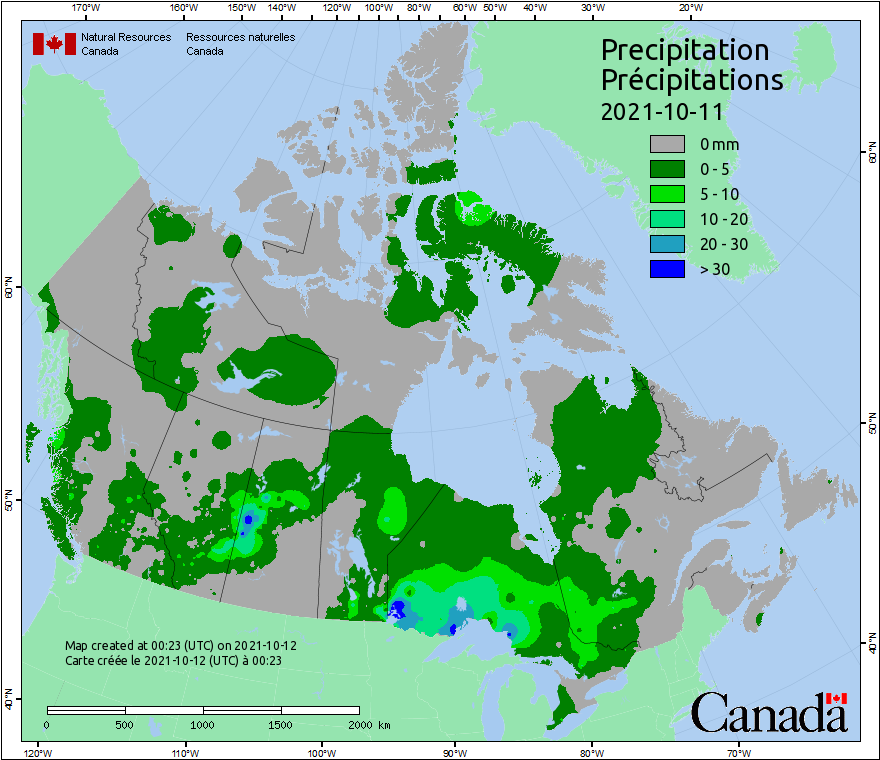 170°W 160°W 150°W 140°W 130°W 120°W 110°W 100°W 90°W 80°W 60°W 50°W 40°W 30°W 20°W
Natural Resources Ressources naturelles
Canada Canada
Precipitation
Précipitations
2021-10-11
0 mm
0 - 5
5 - 10
10 - 20
20 - 30
> 30
60°N
60°N
50°N
50°N
40°N
40°N
Map created at 00:23 (UTC) on 2021-10-12
Carte créée le 2021-10-12 (UTC) à 00:23
0 500 1000 1500 2000 km
Canada
120°W 110°W 100°W 90°W 80°W 70°W